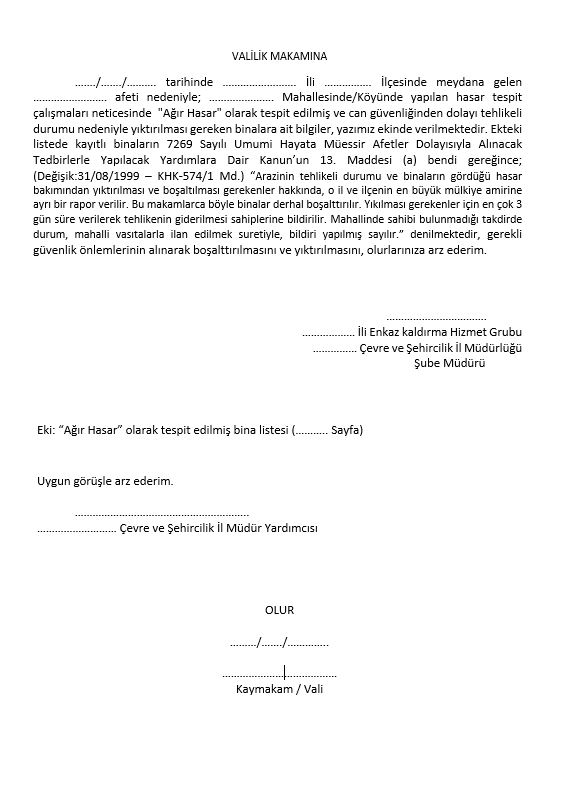 VALİLİK MAKAMINA
……./……./………. tarihinde ……………………. İli ……………. İlçesinde meydana gelen
……………………. afeti nedeniyle; …………………. Mahallesinde/Köyünde yapılan hasar tespit
çalışmaları neticesinde "Ağır Hasar" olarak tespit edilmiş ve can güvenliğinden dolayı tehlikeli
durumu nedeniyle yıktırılması gereken binalara ait bilgiler, yazımız ekinde verilmektedir. Ekteki
listede kayıtlı binaların 7269 Sayılı Umumi Hayata Müessir Afetler Dolayısıyla Alınacak
Tedbirlerle Yapılacak Yardımlara Dair Kanun’un 13. Maddesi (a) bendi gereğince;
(Değişik:31/08/1999 – KHK-574/1 Md.) “Arazinin tehlikeli durumu ve binaların gördüğü hasar
bakımından yıktırılması ve boşaltılması gerekenler hakkında, o il ve ilçenin en büyük mülkiye amirine
ayrı bir rapor verilir. Bu makamlarca böyle binalar derhal boşalttırılır. Yıkılması gerekenler için en çok 3
gün süre verilerek tehlikenin giderilmesi sahiplerine bildirilir. Mahallinde sahibi bulunmadığı takdirde
durum, mahalli vasıtalarla ilan edilmek suretiyle, bildiri yapılmış sayılır.” denilmektedir, gerekli
güvenlik önlemlerinin alınarak boşalttırılmasını ve yıktırılmasını, olurlarınıza arz ederim.
…………………………….
……………… İli Enkaz kaldırma Hizmet Grubu
…………… Çevre ve Şehircilik İl Müdürlüğü
Şube Müdürü
Eki: “Ağır Hasar” olarak tespit edilmiş bina listesi (……….. Sayfa)
Uygun görüşle arz ederim.
…………………………………………………..
……………………… Çevre ve Şehircilik İl Müdür Yardımcısı
OLUR
………/……./…………..
…………………………………
Kaymakam / Vali